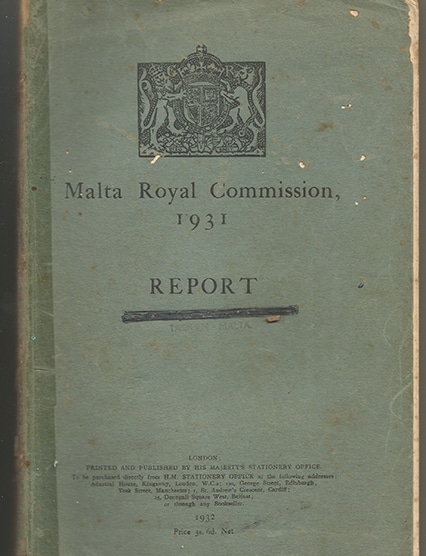 Malta Royal Commission,
1931
REPORT
MALTA
LONDON:
PRINTED AND PUBLISHED BY HIS MAJESTY'S STATIONERY OFFICE
To be purchased directly from H.M. STATIONERY OFFICE at the following addresses:
Adastral House, Kingsway, London, W.C.2; 120, George Street, Edinburgh;
York Street, Manchester; 1, St. Andrew's Crescent, Cardiff;
15, Donegall Square West, Belfast;
or through any Bookseller.
1932
Price 3s. 6d. Net